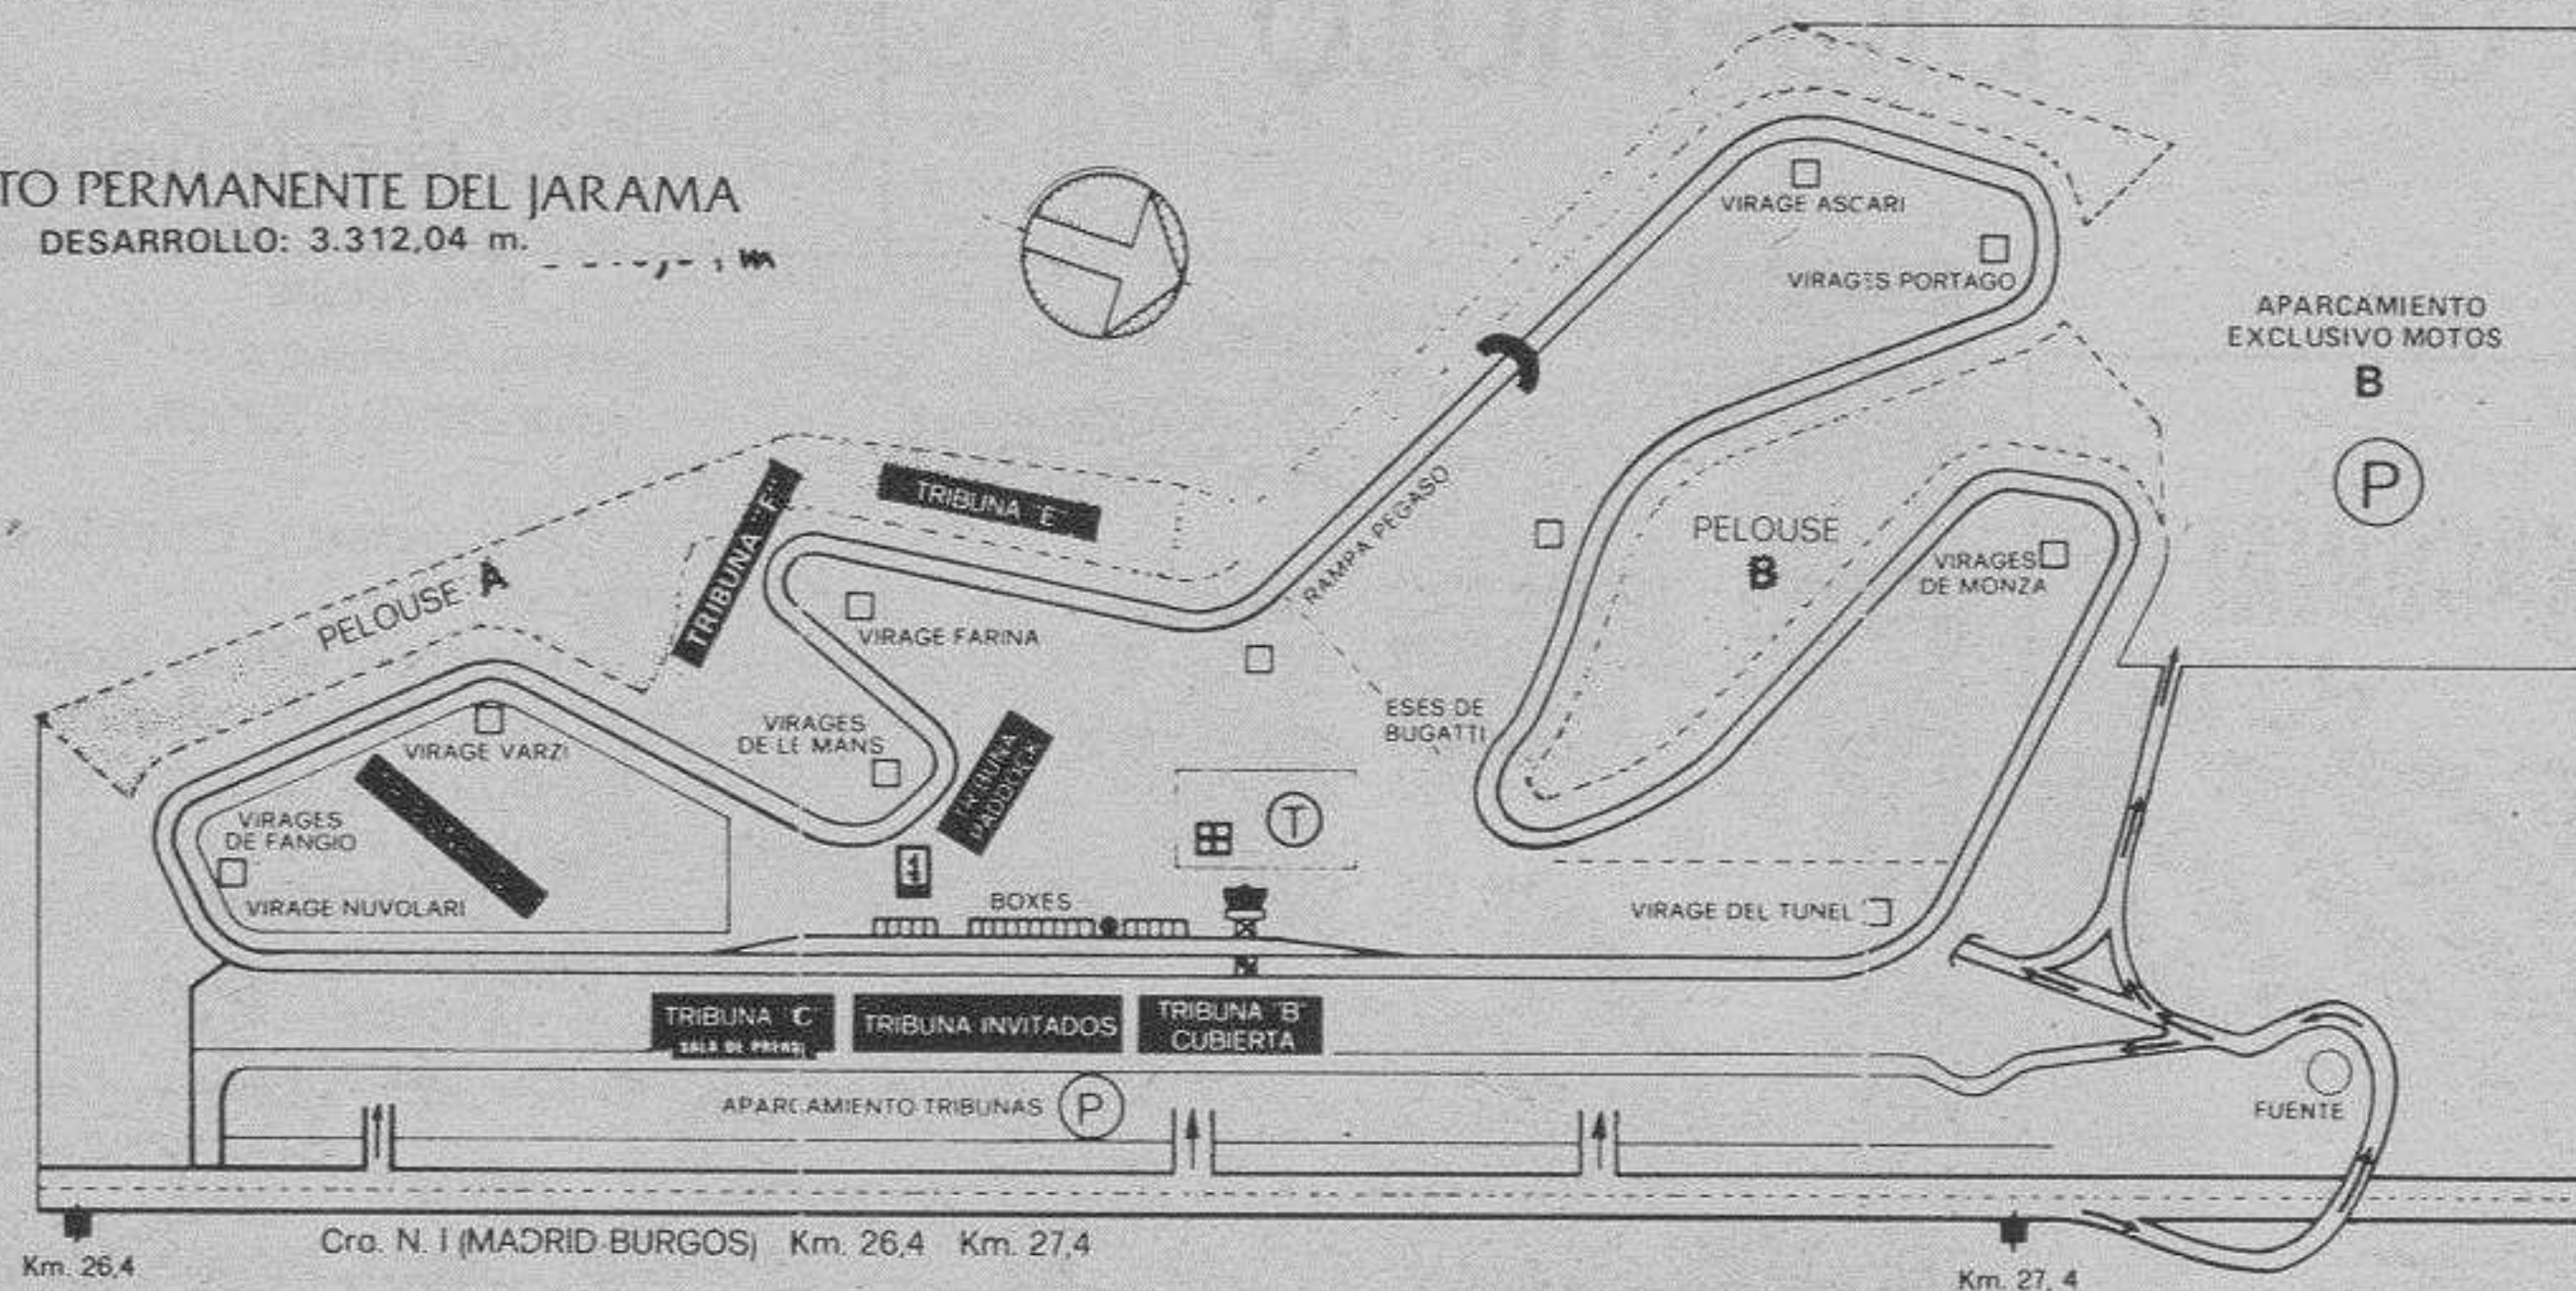 TO PERMANENTE DEL JARAMA
DESARROLLO: 3.312,04 m.
m
VIRAGE ASCARI
VIRAGES PORTAGO
APARCAMIENTO
EXCLUSIVO MOTOS
B
P
TRIBUNA "F"
TRIBUNA "E"
RAMPA PEGASO
PELOUSE
B
VIRAGES
DE MONZA
PELOUSE A
VIRAGE FARINA
VIRAGES
DE LE MANS
TRIBUNA
PADDOCK
ESES DE
BUGATTI
VIRAGE VARZI
VIRAGES
DE FANGIO
T
VIRAGE NUVOLARI
BOXES
VIRAGE DEL TUNEL
TRIBUNA "C"
SALA DE PRENSA
TRIBUNA INVITADOS
TRIBUNA "B"
CUBIERTA
APARCAMIENTO TRIBUNAS P
FUENTE
Cra. N. I (MADRID-BURGOS) Km. 26,4 Km. 27,4
Km. 26,4
Km. 27, 4